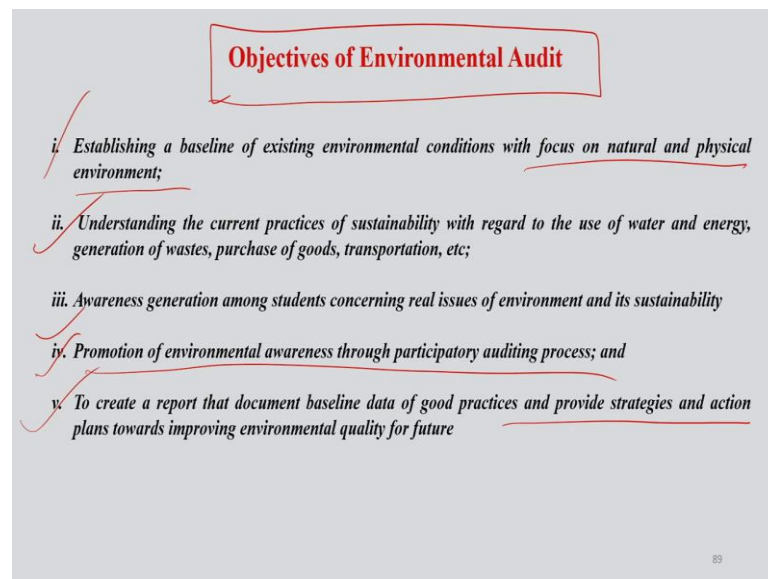 Objectives of Environmental Audit
i. Establishing a baseline of existing environmental conditions with focus on natural and physical
environment;
ii. Understanding the current practices of sustainability with regard to the use of water and energy,
generation of wastes, purchase of goods, transportation, etc;
iii. Awareness generation among students concerning real issues of environment and its sustainability
iv. Promotion of environmental awareness through participatory auditing process; and
v. To create a report that document baseline data of good practices and provide strategies and action
plans towards improving environmental quality for future
89